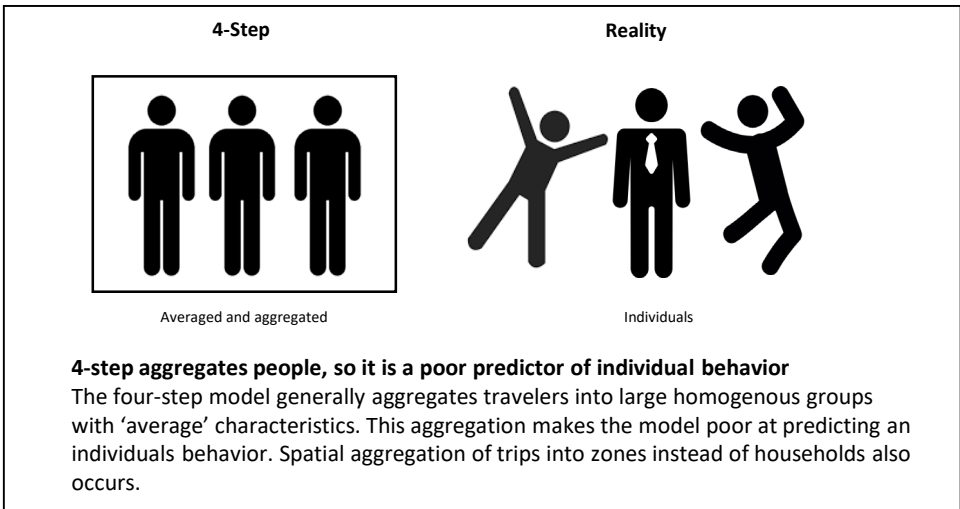 4-Step
Reality
Averaged and aggregated
Individuals
4-step aggregates people, so it is a poor predictor of individual behavior
The four-step model generally aggregates travelers into large homogenous groups
with ‘average’ characteristics. This aggregation makes the model poor at predicting an
individuals behavior. Spatial aggregation of trips into zones instead of households also
occurs.